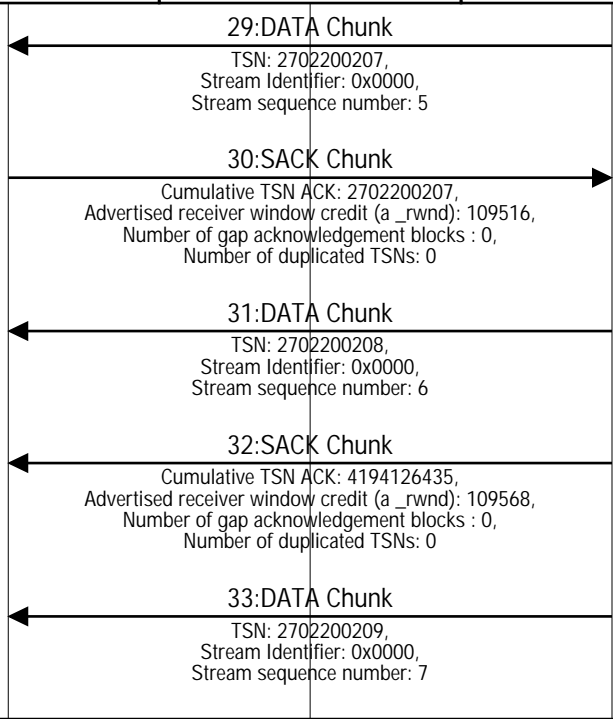 29:DATA Chunk
TSN: 2702200207,
Stream Identifier: 0x0000,
Stream sequence number: 5
30:SACK Chunk
Cumulative TSN ACK: 2702200207,
Advertised receiver window credit (a _rwnd): 109516,
Number of gap acknowledgement blocks : 0,
Number of duplicated TSNs: 0
31:DATA Chunk
TSN: 2702200208,
Stream Identifier: 0x0000,
Stream sequence number: 6
32:SACK Chunk
Cumulative TSN ACK: 4194126435,
Advertised receiver window credit (a _rwnd): 109568,
Number of gap acknowledgement blocks : 0,
Number of duplicated TSNs: 0
33:DATA Chunk
TSN: 2702200209,
Stream Identifier: 0x0000,
Stream sequence number: 7